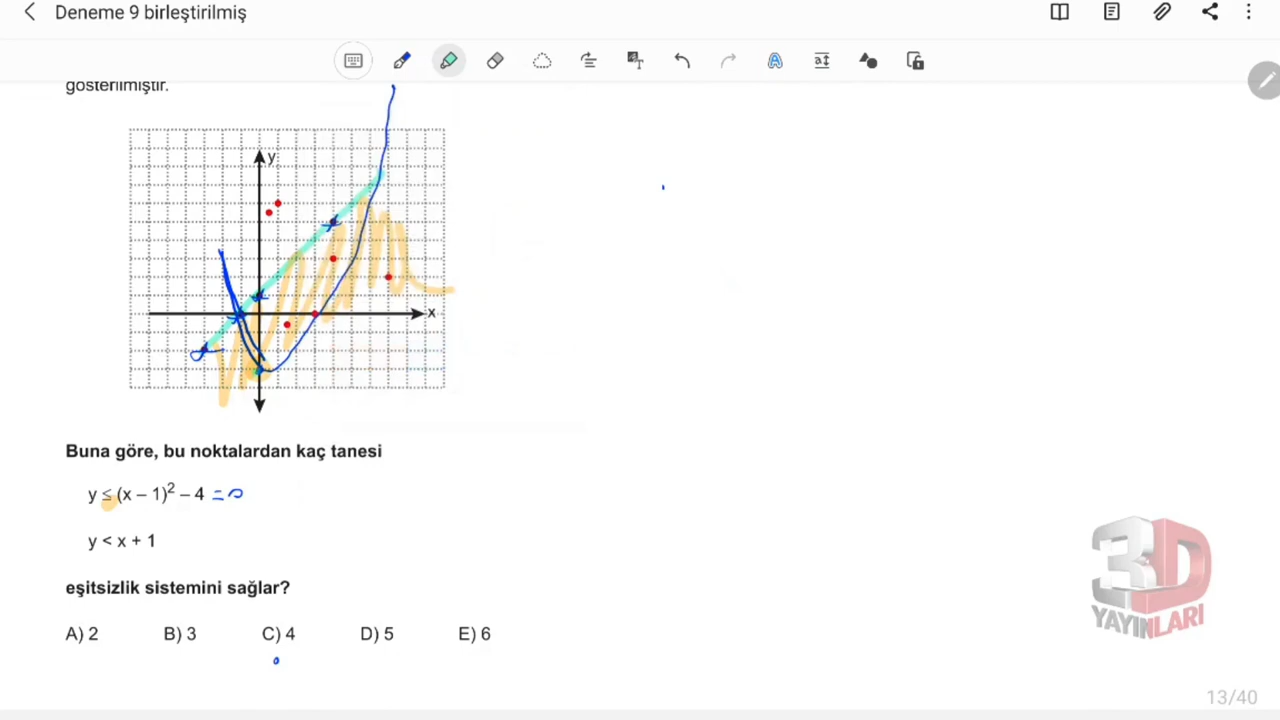 Deneme 9 birleştirilmiş
gösterilmiştir.
y
x
Buna göre, bu noktalardan kaç tanesi
y ≤ (x – 1)² – 4 = 0
y < x + 1
eşitsizlik sistemini sağlar?
A) 2 B) 3 C) 4 D) 5 E) 6
3D
YAYINLARI
13/40